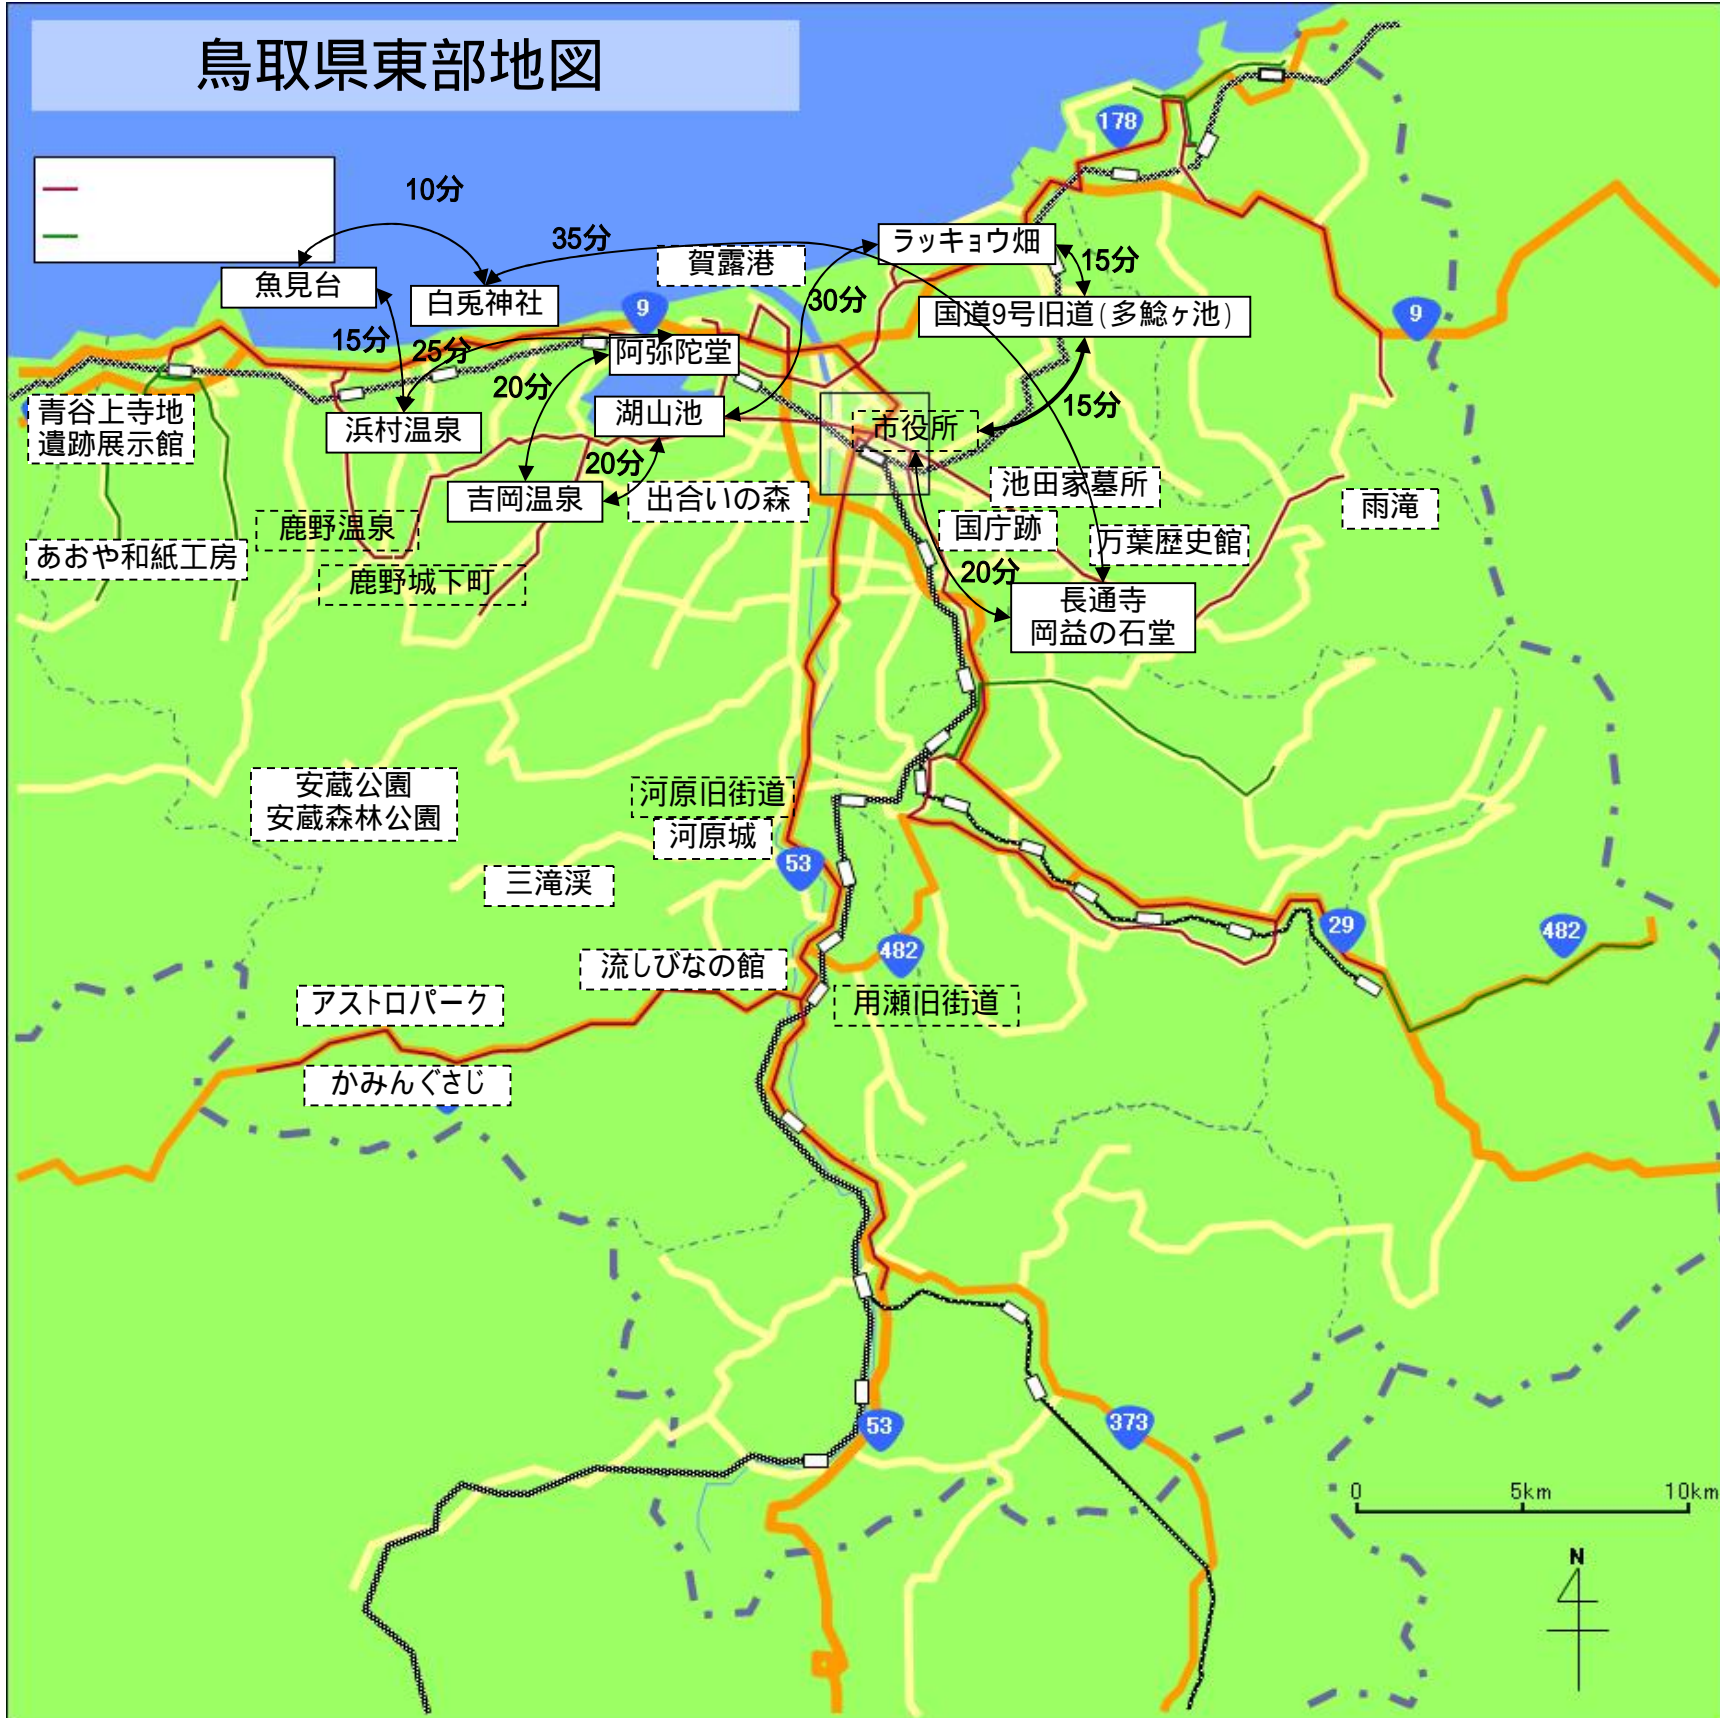 鳥取県東部地図
178
10分
35分
ラッキョウ畑
15分
賀露港
魚見台
白兎神社
30分
9
国道9号旧道(多鯰ヶ池)
9
15分
25分
阿弥陀堂
20分
15分
青谷上寺地
遺跡展示館
浜村温泉
湖山池
市役所
20分
吉岡温泉
出合いの森
池田家墓所
雨滝
鹿野温泉
国庁跡
万葉歴史館
あおや和紙工房
鹿野城下町
20分
長通寺
岡益の石堂
安蔵公園
安蔵森林公園
河原旧街道
河原城
53
三滝渓
29
482
482
流しびなの館
アストロパーク
用瀬旧街道
かみんぐさじ
53
373
0 5km 10km
N